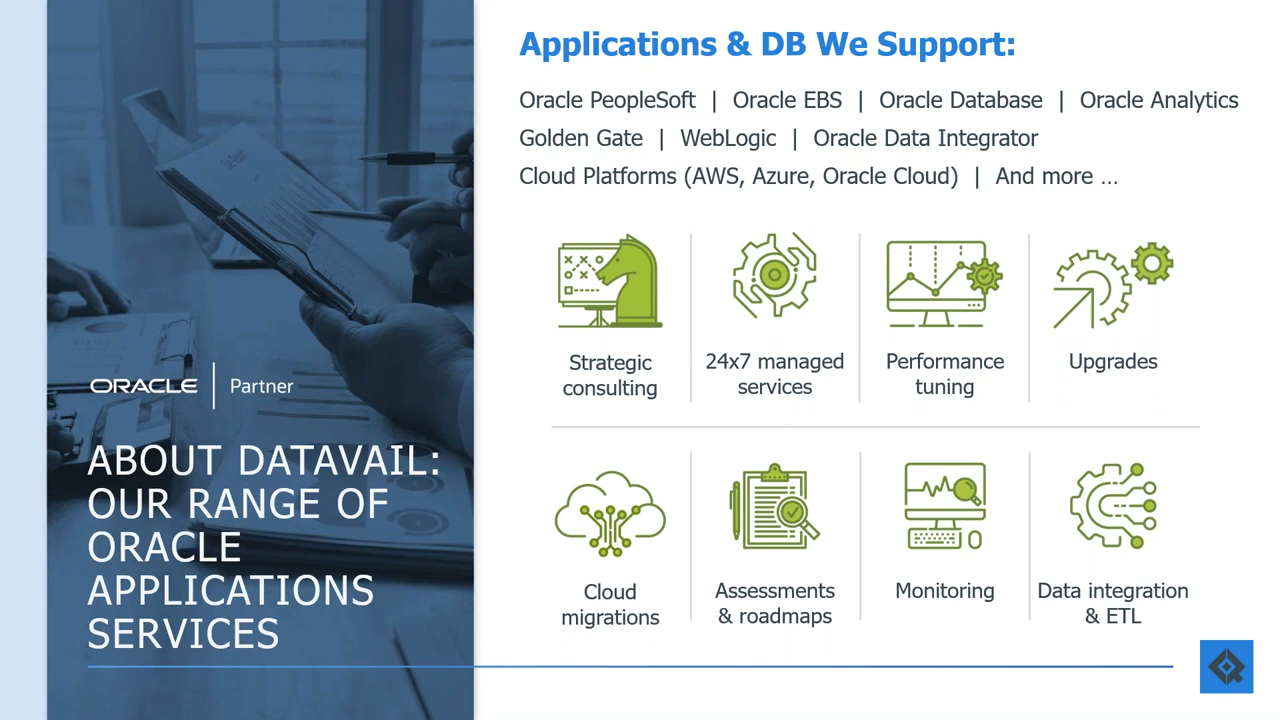 ORACLE | Partner
ABOUT DATAVAIL:
OUR RANGE OF
ORACLE
APPLICATIONS
SERVICES
Applications & DB We Support:
Oracle PeopleSoft | Oracle EBS | Oracle Database | Oracle Analytics
Golden Gate | WebLogic | Oracle Data Integrator
Cloud Platforms (AWS, Azure, Oracle Cloud) | And more ...
Strategic
consulting
24x7 managed
services
Performance
tuning
Upgrades
Cloud
migrations
Assessments
& roadmaps
Monitoring
Data integration
& ETL